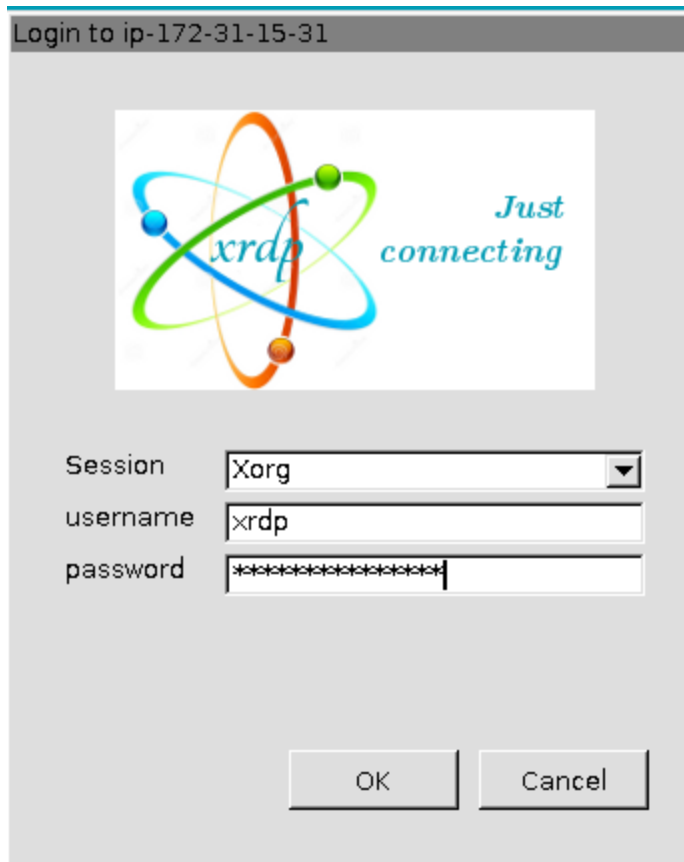 Login to ip-172-31-15-31
xrdp
Just
connecting
Session
Xorg
username
xrdp
password
***************
OK
Cancel